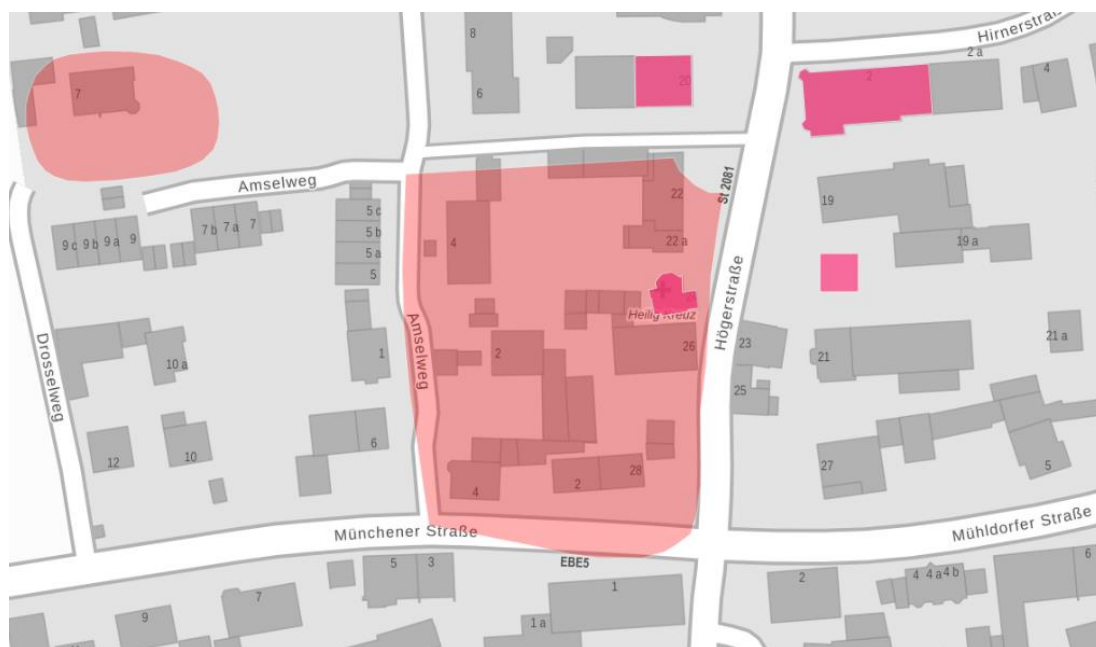 Hirnerstraße
8
2 a
2
4
20
6
7
St 2081
Amselweg
22
19
5 c
7
7 a
7 b
9
9 a
9 b
9 c
5 b
4
22 a
19 a
5 a
5
Högerstraße
Heilig Kreuz
Amselweg
Drosselweg
21 a
23
26
2
1
21
10 a
25
6
10
12
28
27
5
4
2
Mühldorfer Straße
Münchener Straße
EBE5
5
3
1
2
4
4 a
4 b
6
7
9
1 a